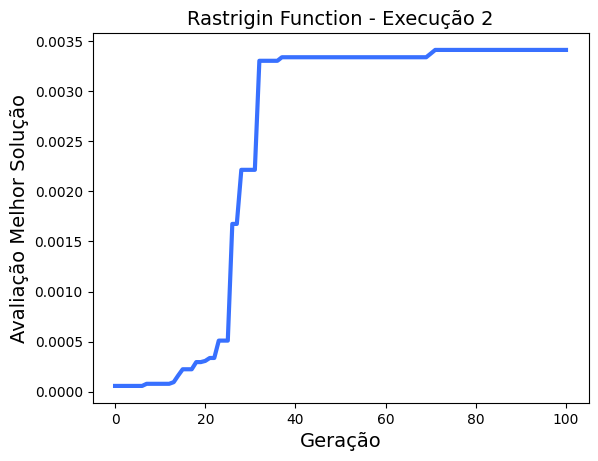 Rastrigin Function - Execução 2
Avaliação Melhor Solução
0.0035
0.0030
0.0025
0.0020
0.0015
0.0010
0.0005
0.0000
0 20 40 60 80 100
Geração